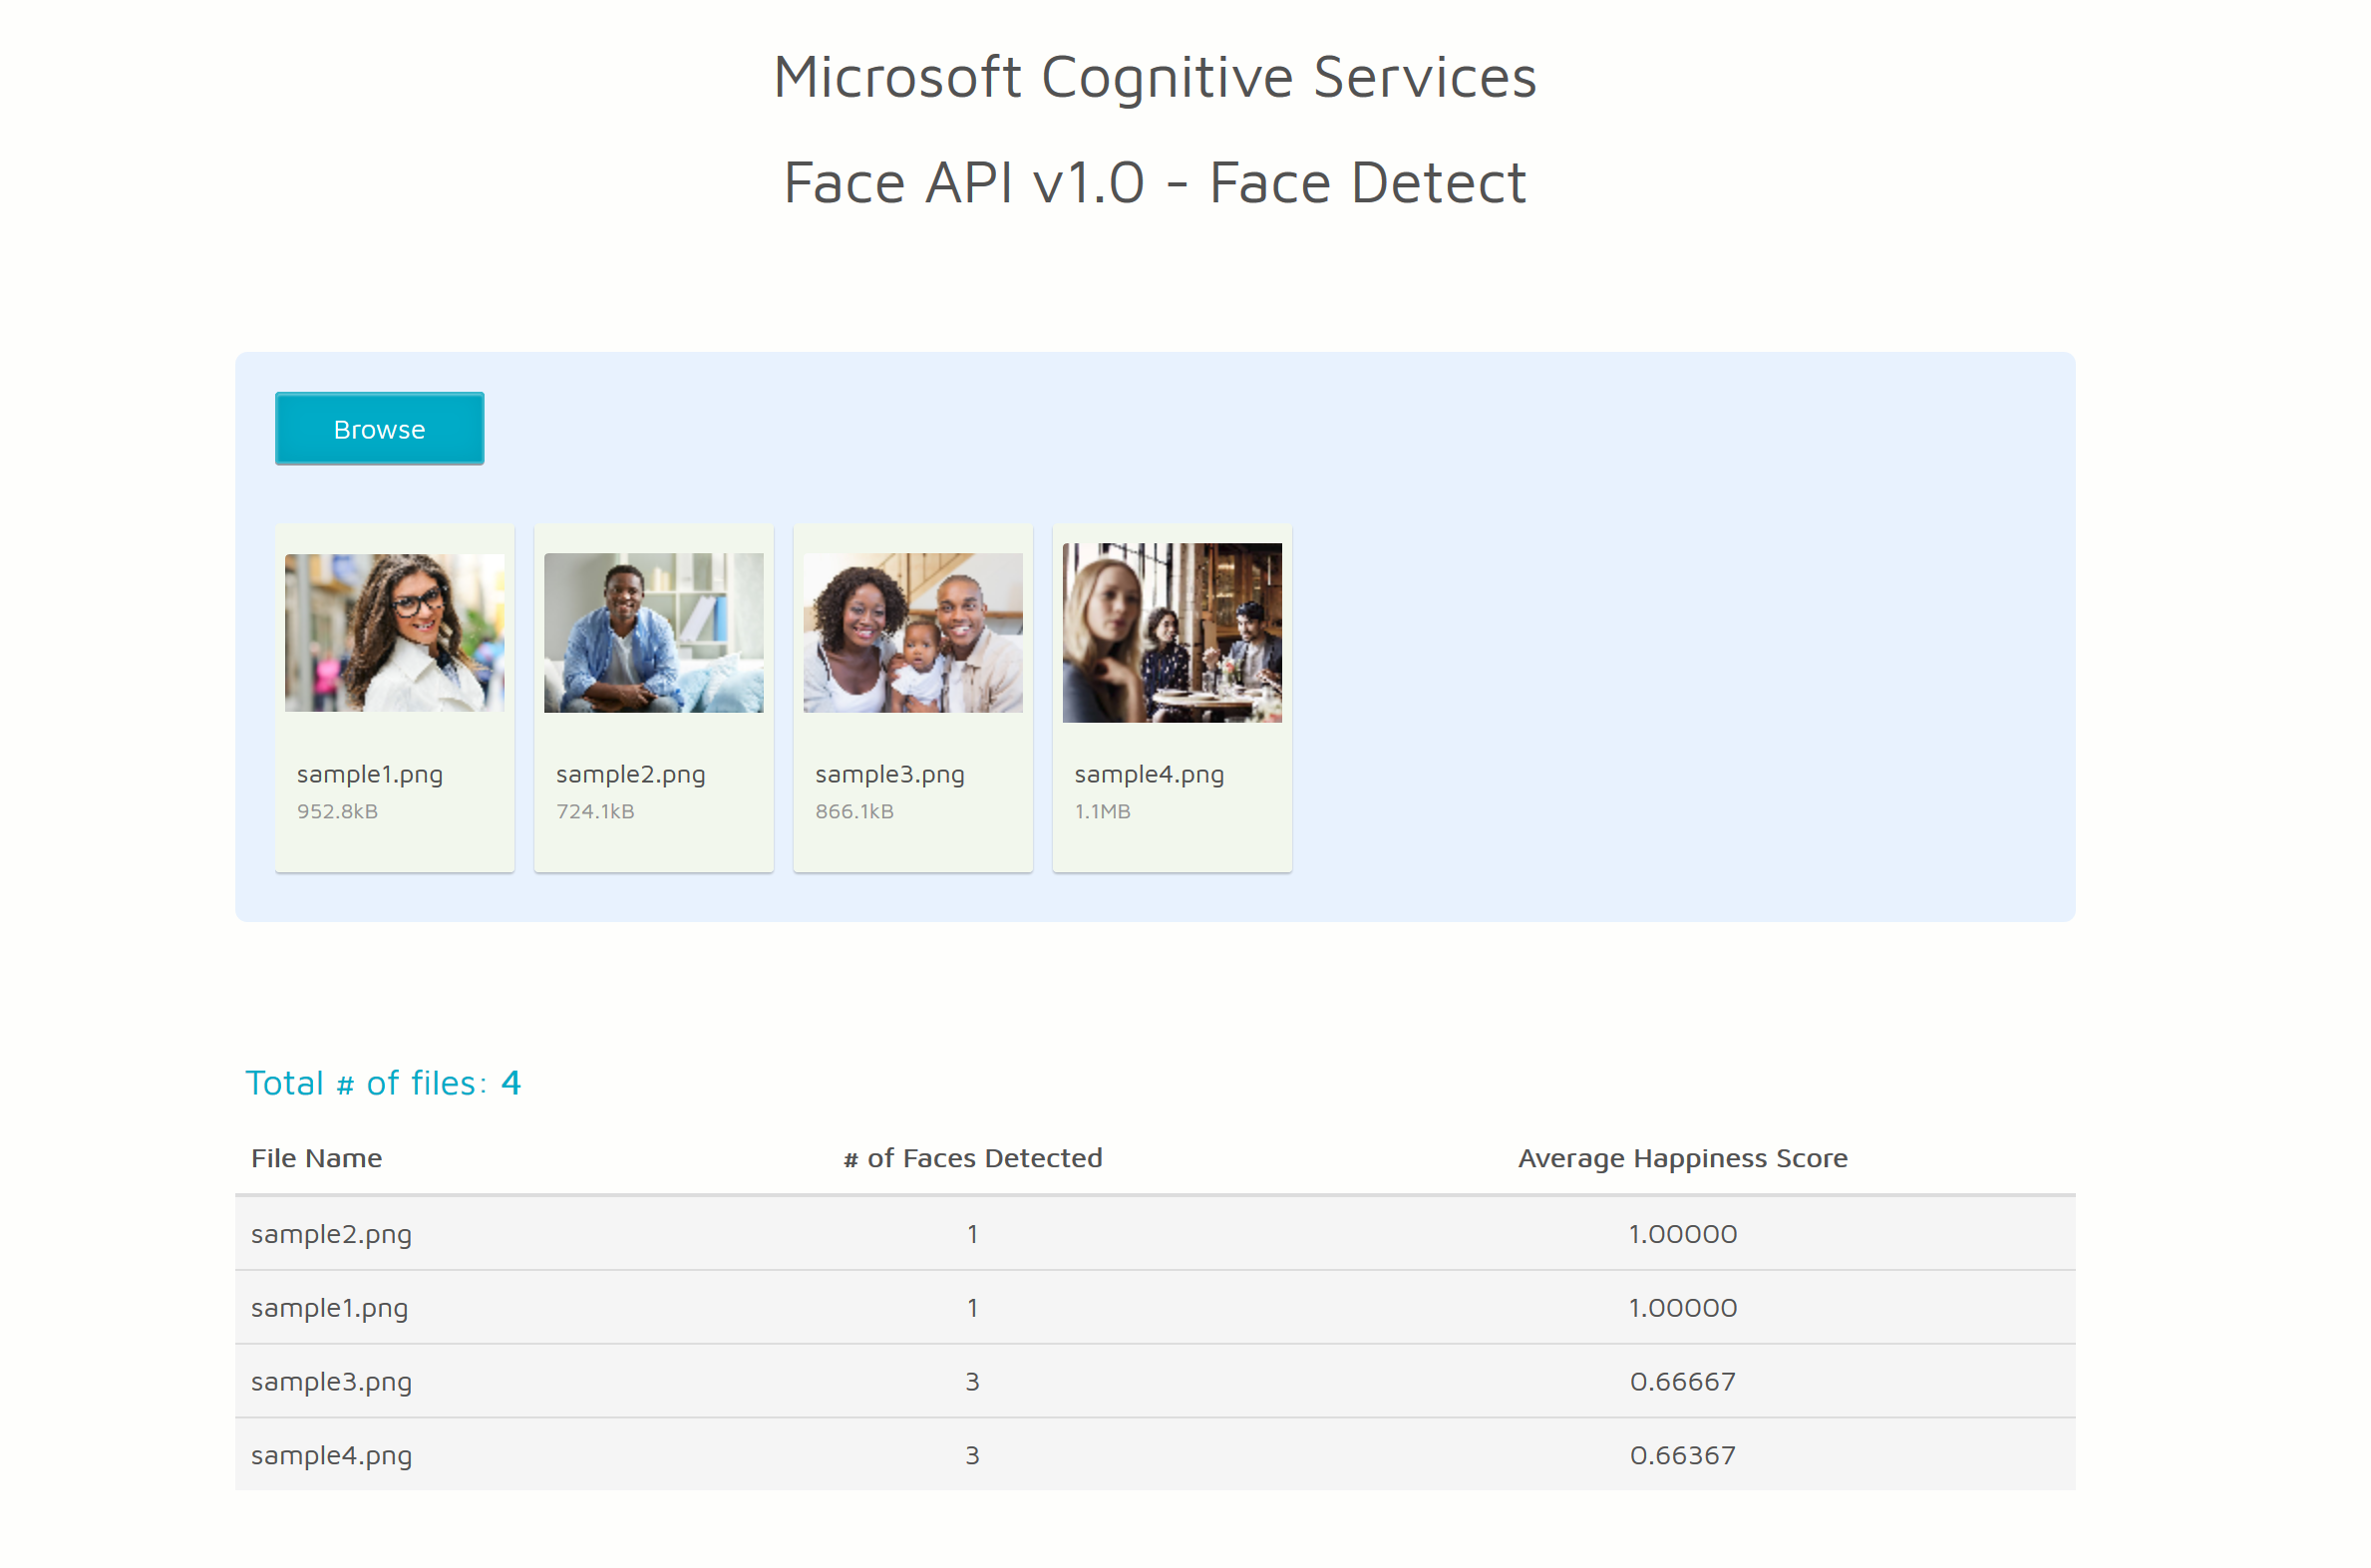 Microsoft Cognitive Services
Face API v1.0 - Face Detect
Browse
sample1.png
952.8kB
sample2.png
724.1kB
sample3.png
866.1kB
sample4.png
1.1MB
Total # of files: 4
File Name # of Faces Detected Average Happiness Score
sample2.png 1 1.00000
sample1.png 1 1.00000
sample3.png 3 0.66667
sample4.png 3 0.66367